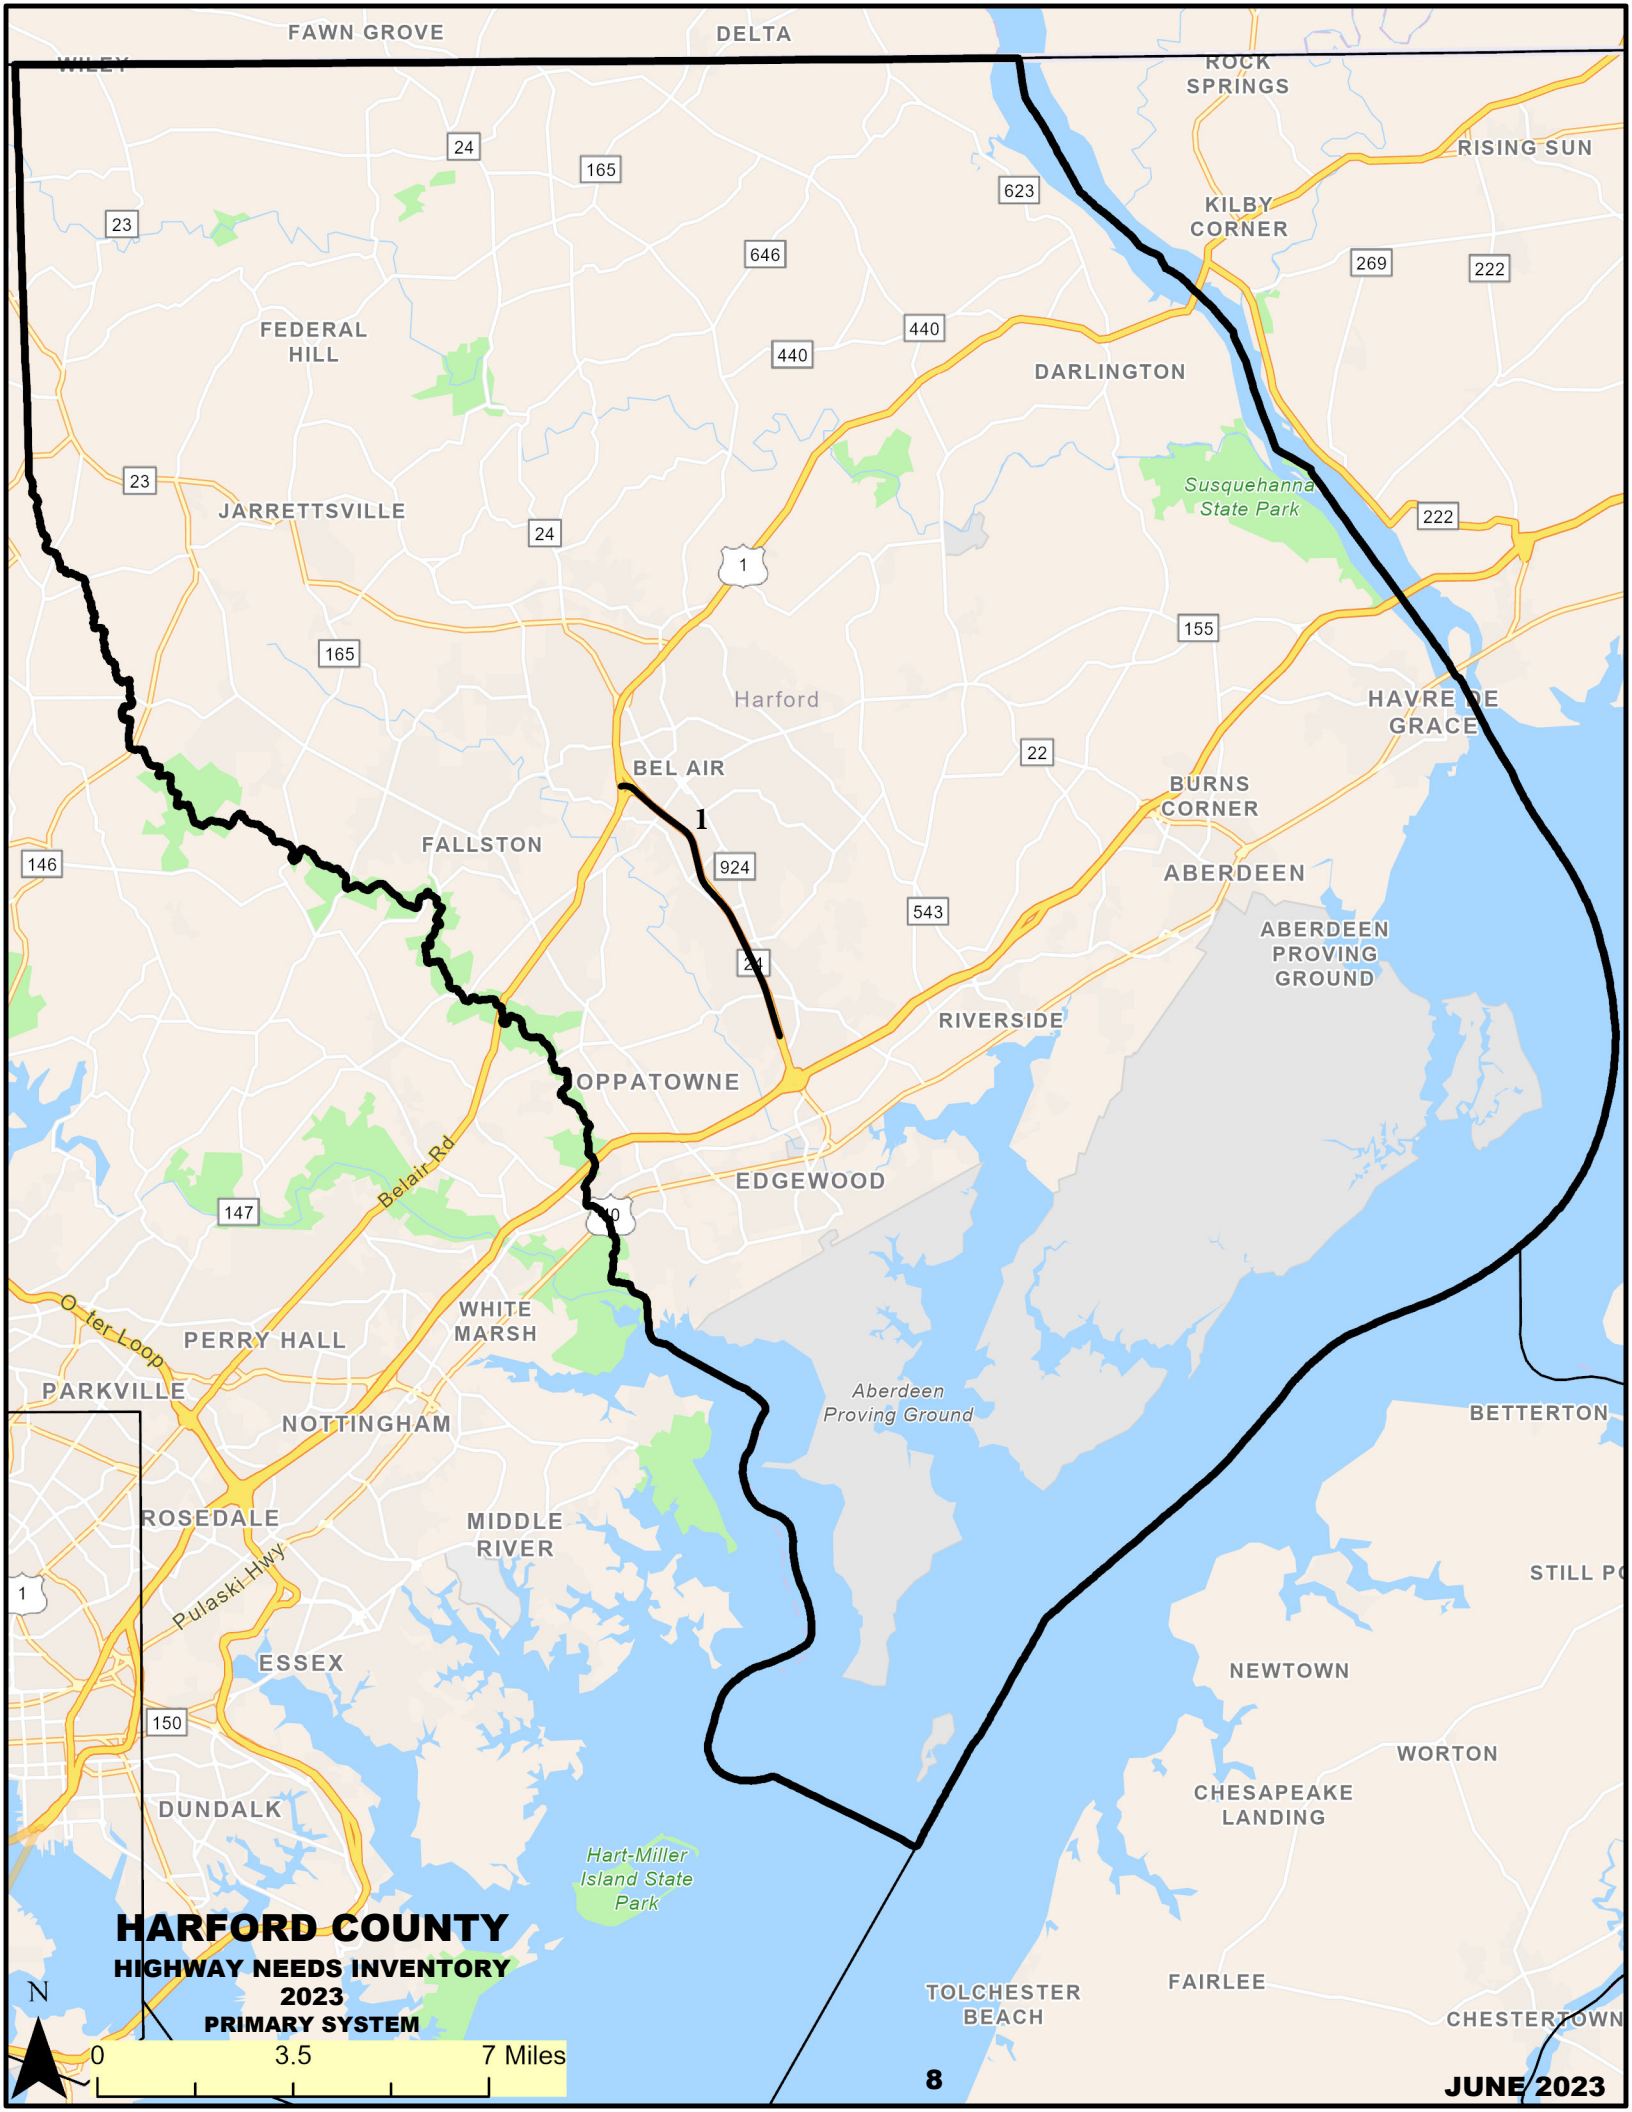 FAWN GROVE
DELTA
WILEY
ROCK
SPRINGS
24
165
RISING SUN
623
23
KILBY
CORNER
646
269
222
FEDERAL
HILL
440
440
DARLINGTON
23
JARRETTSVILLE
Susquehanna
State Park
222
24
1
155
165
Harford
HAVRE DE
GRACE
22
BEL AIR
BURNS
CORNER
1
FALLSTON
146
924
ABERDEEN
543
ABERDEEN
PROVING
GROUND
24
RIVERSIDE
OPPATOWNE
Belair Rd
EDGEWOOD
147
40
O ter Loop
WHITE
MARSH
PERRY HALL
PARKVILLE
Aberdeen
Proving Ground
BETTERTON
NOTTINGHAM
ROSEDALE
MIDDLE
RIVER
Pulaski Hwy
STILL PO
1
ESSEX
NEWTOWN
150
WORTON
CHESAPEAKE
LANDING
DUNDALK
Hart-Miller
Island State
Park
HARFORD COUNTY
HIGHWAY NEEDS INVENTORY
2023
PRIMARY SYSTEM
N
FAIRLEE
TOLCHESTER
BEACH
CHESTERTOWN
0 3.5 7 Miles
8
JUNE 2023